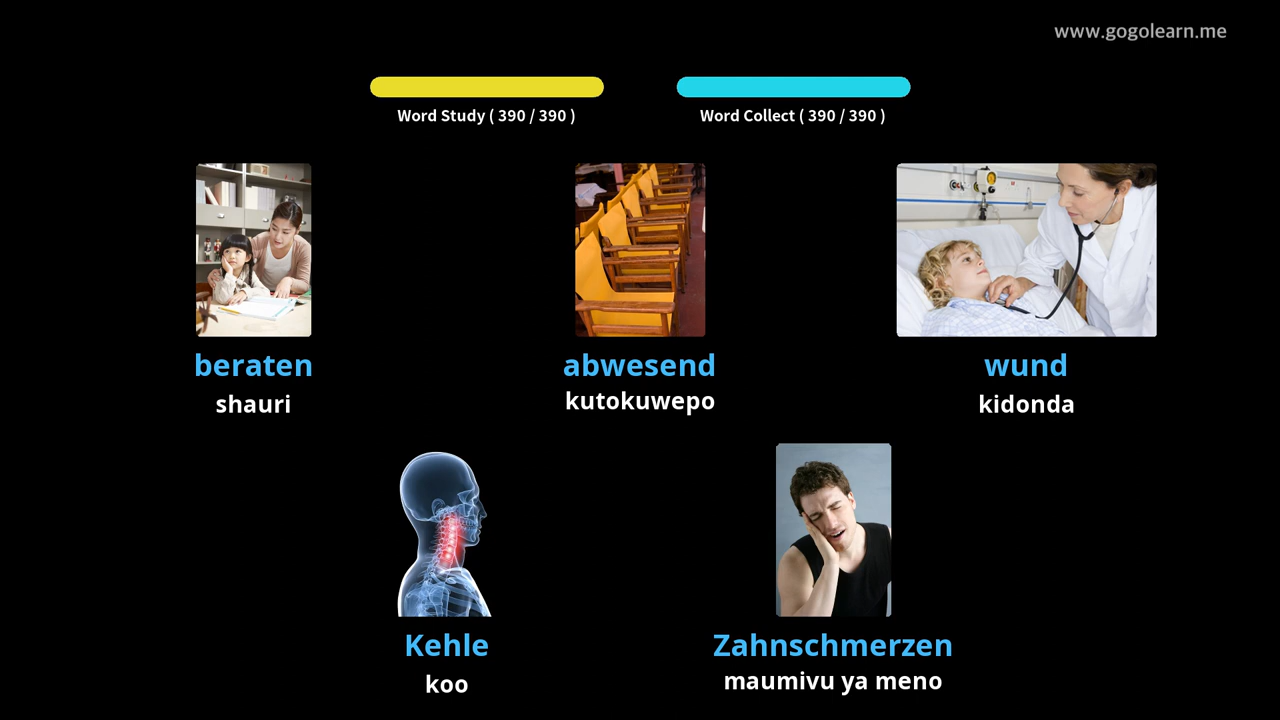 www.gogolearn.me
Word Study ( 390 / 390 )
Word Collect ( 390 / 390 )
beraten
shauri
abwesend
kutokuwepo
wund
kidonda
Kehle
koo
Zahnschmerzen
maumivu ya meno